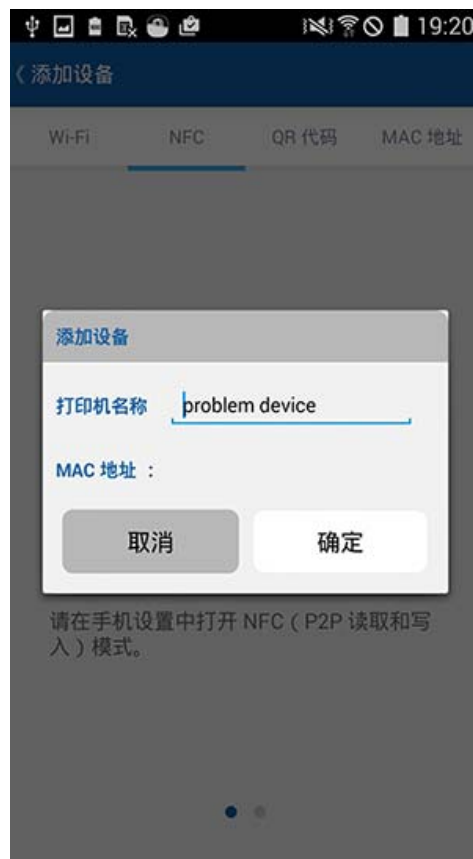 19:20
〈 添加设备
Wi-Fi NFC QR 代码 MAC 地址
添加设备
打印机名称 problem device
MAC 地址 :
取消 确定
请在手机设置中打开 NFC ( P2P 读取和写
入 ) 模式。